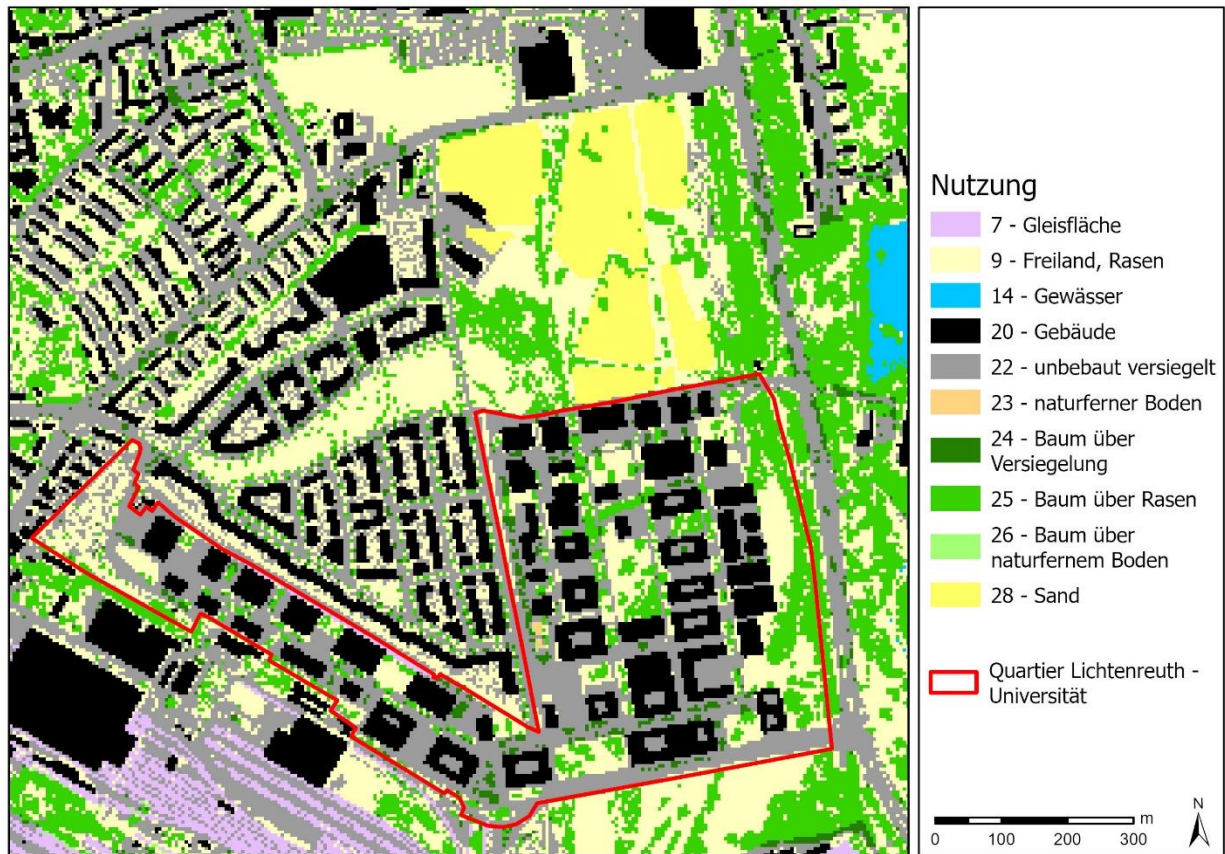 Nutzung
7 - Gleisfläche
9 - Freiland, Rasen
14 - Gewässer
20 - Gebäude
22 - unbebaut versiegelt
23 - naturferner Boden
24 - Baum über
Versiegelung
25 - Baum über Rasen
26 - Baum über
naturfernem Boden
28 - Sand
Quartier Lichtenreuth -
Universität
N
m
0 100 200 300